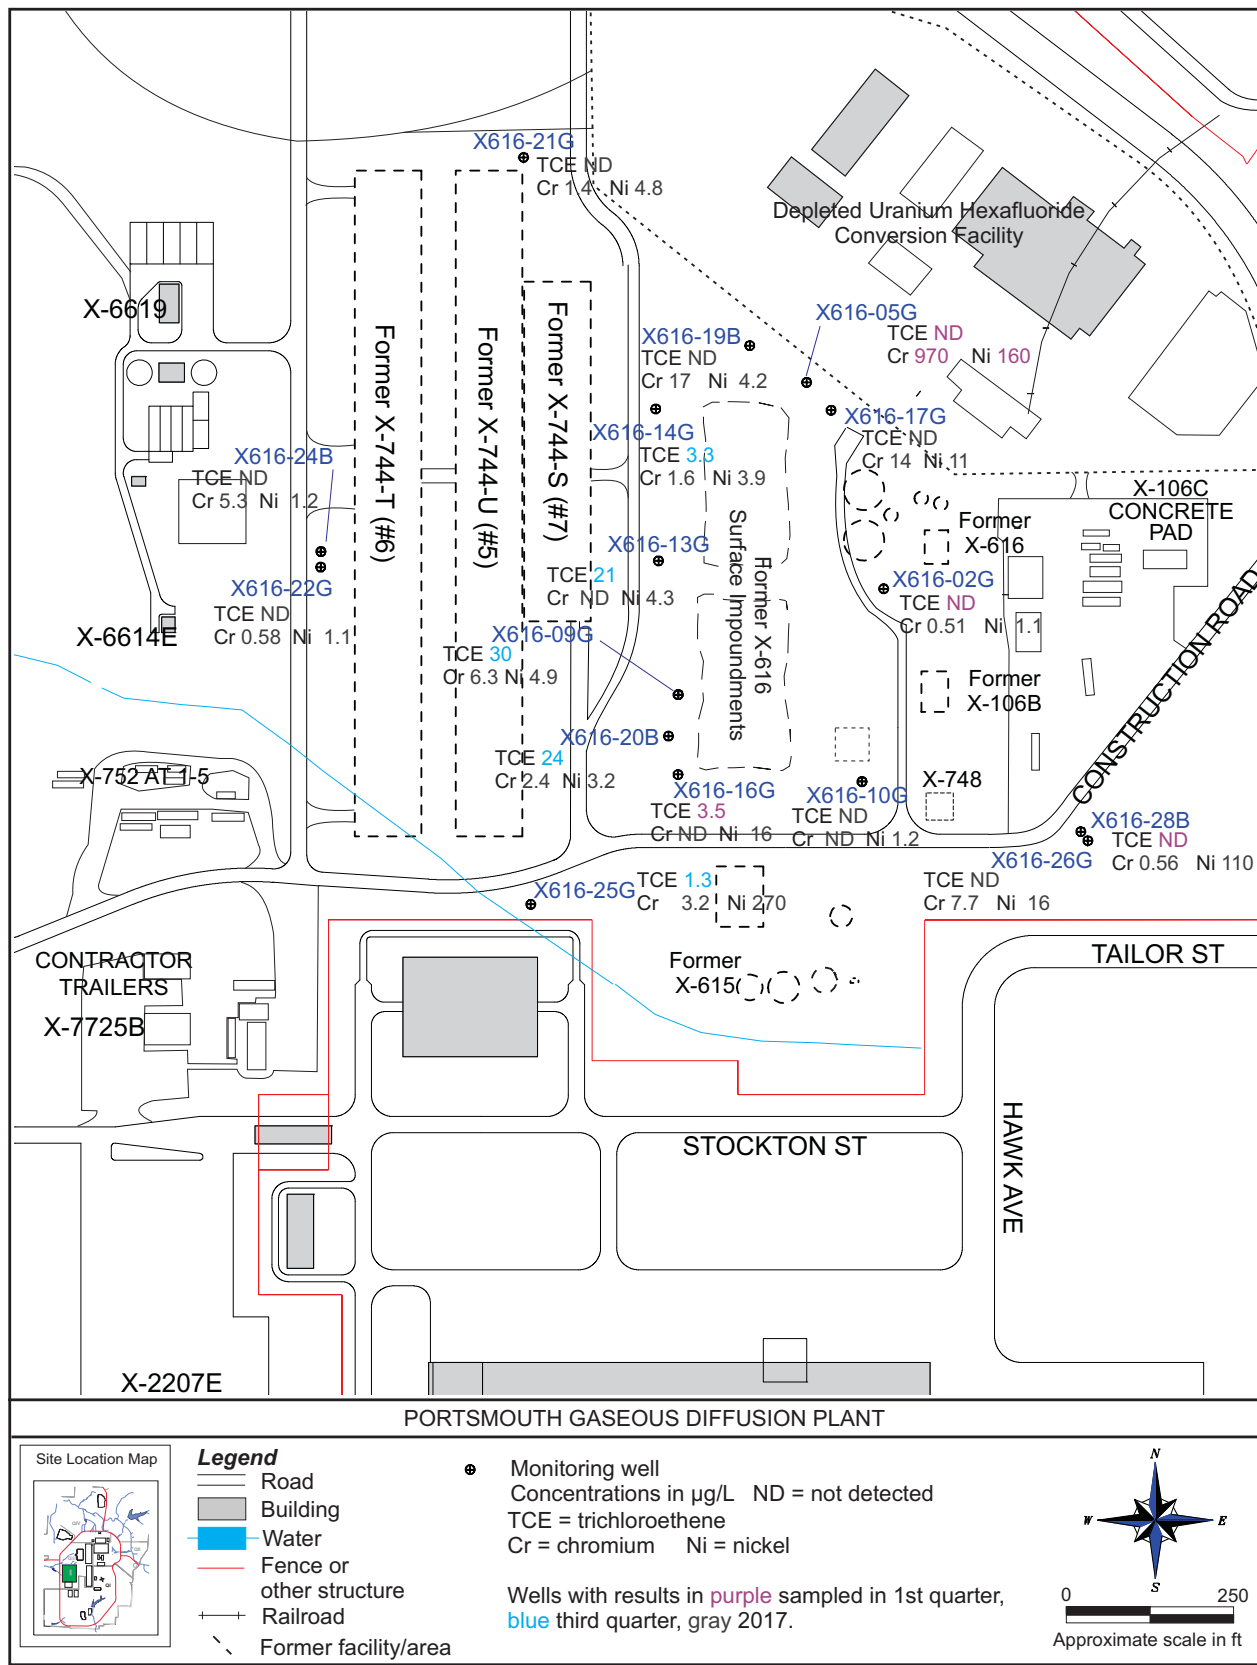 X616-21G
TCE ND
Cr 1.4 Ni 4.8
Depleted Uranium Hexafluoride
Conversion Facility
X-6619
X616-05G
TCE ND
Cr 970 Ni 160
X616-19B
TCE ND
Cr 17 Ni 4.2
Former X-744-T (#6)
Former X-744-U (#5)
Former X-744-S (#7)
X616-14G
TCE 3.3
Cr 1.6 Ni 3.9
X616-17G
TCE ND
Cr 14 Ni 11
X616-24B
TCE ND
Cr 5.3 Ni 1.2
X-106C
CONCRETE
PAD
Former
X-616
X616-13G
TCE 21
Cr ND Ni 4.3
Former X-616
Surface Impoundments
X616-02G
TCE ND
Cr 0.51 Ni 1.1
X616-22G
TCE ND
Cr 0.58 Ni 1.1
X-6614E
X616-09G
TCE 30
Cr 6.3 Ni 4.9
Former
X-106B
CONSTRUCTION ROAD
X616-20B
TCE 24
Cr 2.4 Ni 3.2
X-752 AT 1-5
X616-16G
TCE 3.5
Cr ND Ni 16
X616-10G
TCE ND
Cr ND Ni 1.2
X-748
X616-28B
TCE ND
Cr 0.56 Ni 110
X616-26G
TCE ND
Cr 7.7 Ni 16
X616-25G
TCE 1.3
Cr 3.2 Ni 270
CONTRACTOR
TRAILERS
X-7725B
Former
X-615
TAILOR ST
STOCKTON ST
HAWK AVE
X-2207E
PORTSMOUTH GASEOUS DIFFUSION PLANT
Site Location Map
Legend
Road
Building
Water
Fence or
other structure
Railroad
Former facility/area
Monitoring well
Concentrations in µg/L ND = not detected
TCE = trichloroethene
Cr = chromium Ni = nickel
Wells with results in purple sampled in 1st quarter,
blue third quarter, gray 2017.
N
W E
S
0 250
Approximate scale in ft